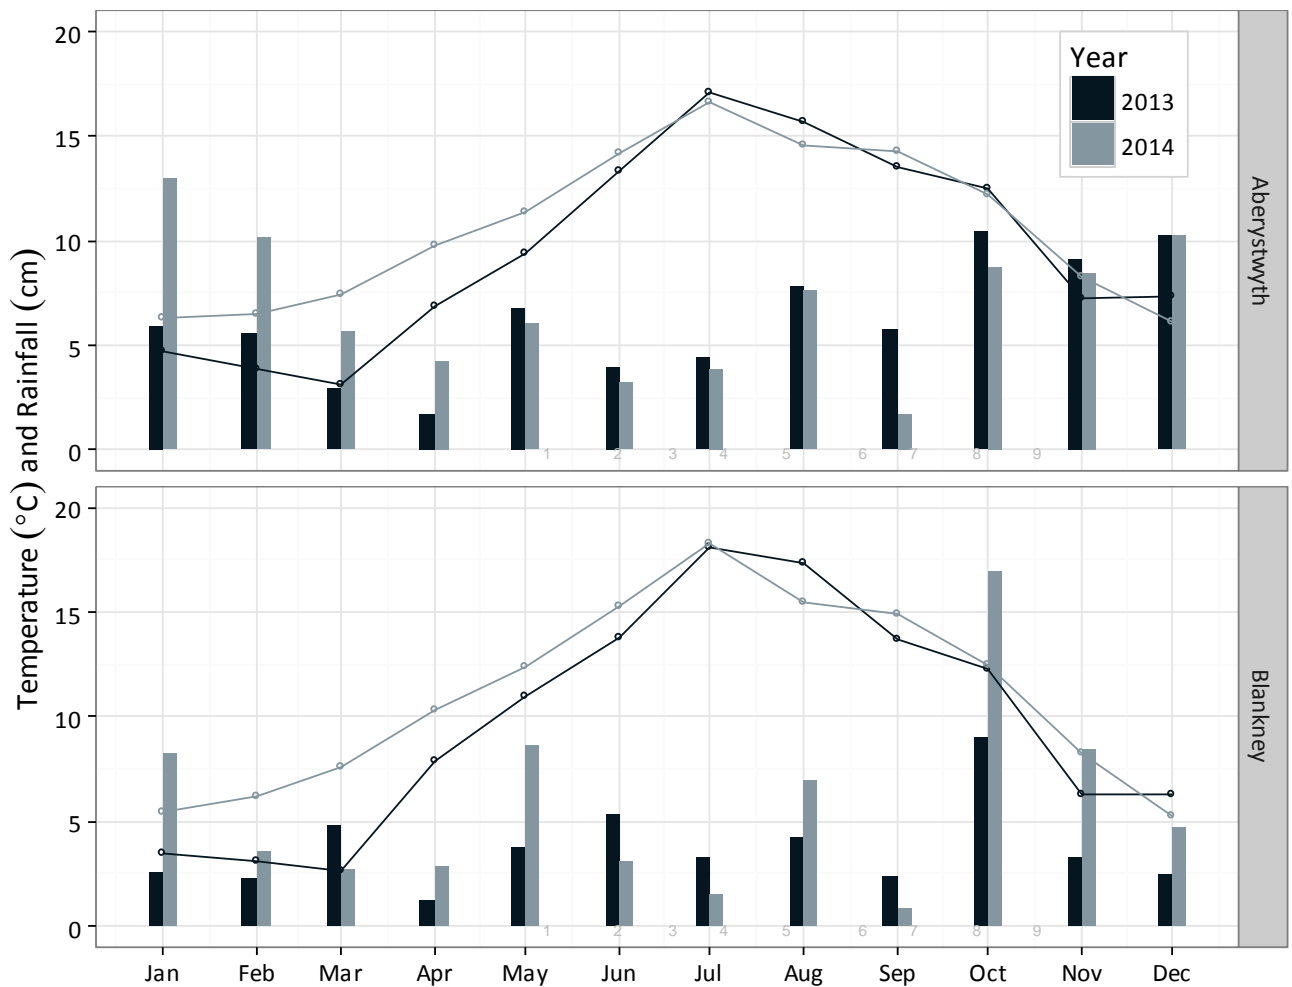 Temperature (°C) and Rainfall (cm)
20
15
10
5
0
Year
2013
2014
Aberystwyth
1 2 3 4 5 6 7 8 9
20
15
10
5
0
Blankney
1 2 3 4 5 6 7 8 9
Jan Feb Mar Apr May Jun Jul Aug Sep Oct Nov Dec